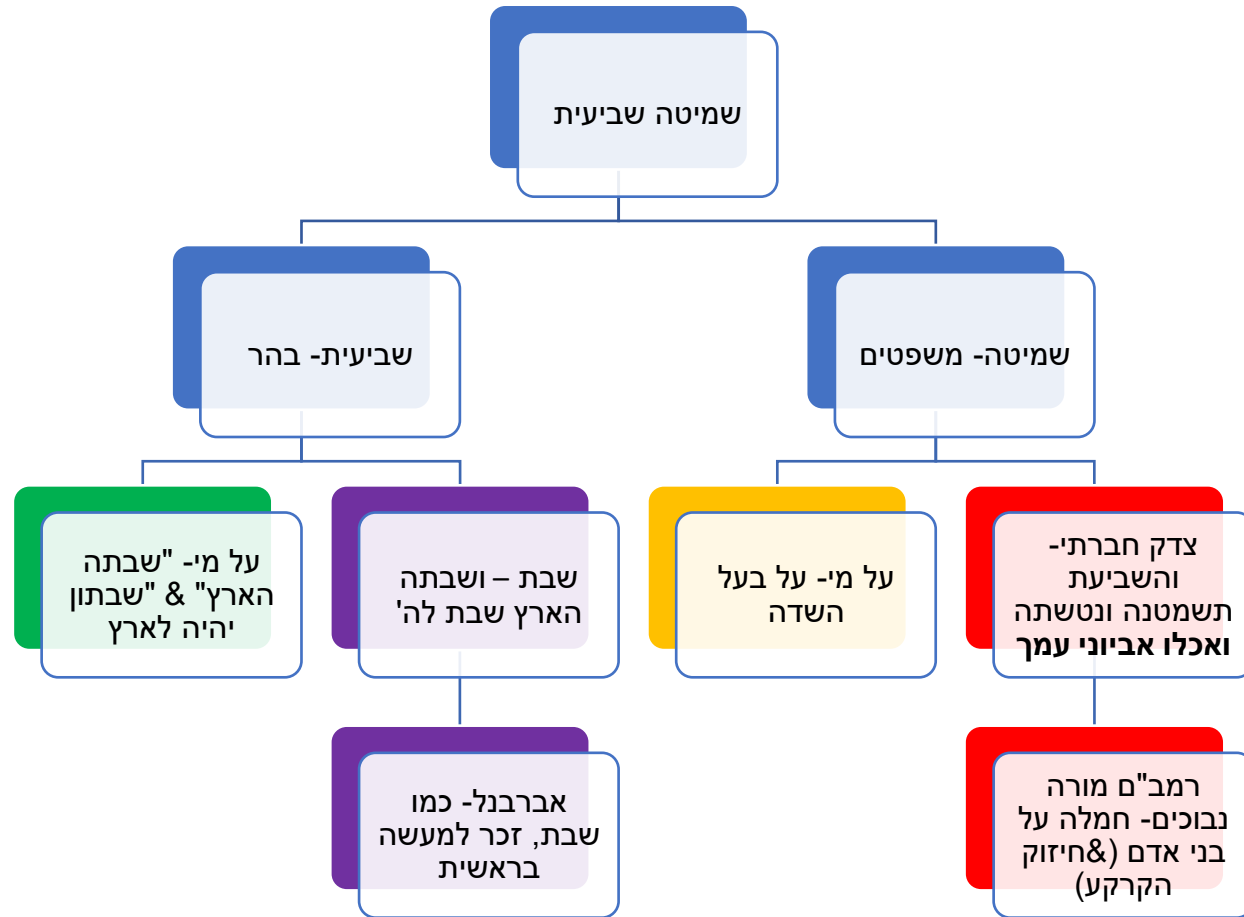 שמיטה שביעית
שמיטה- משפטים
שביעית- בהר
צדק חברתי-
והשביעת
תשמטנה ונטשתה
ואכלו אביוני עמך
על מי- על בעל
השדה
שבת – ושבתה
הארץ שבת לה'
על מי- "שבתה
הארץ" & "שבתון
יהיה לארץ
רמב"ם מורה
נבוכים- חמלה על
בני אדם (&חיזוק
הקרקע)
אברבנל- כמו
שבת, זכר למעשה
בראשית